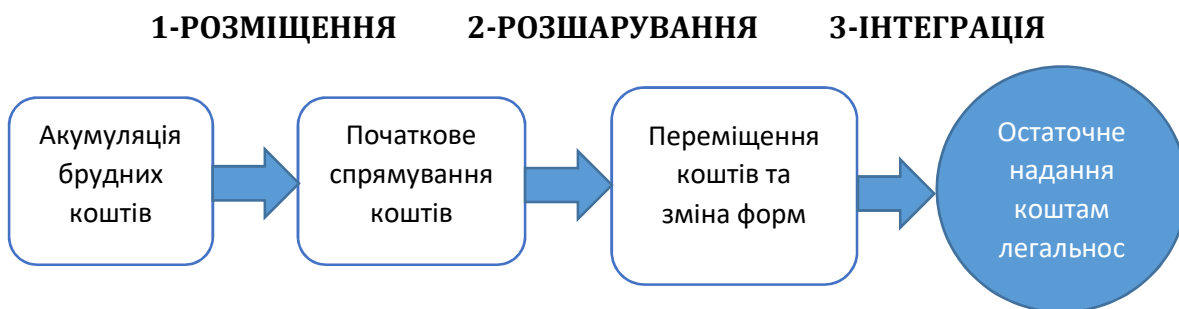 1-РОЗМІЩЕННЯ 2-РОЗШАРУВАННЯ 3-ІНТЕГРАЦІЯ
Акумуляція
брудних
коштів
Початкове
спрямування
коштів
Переміщення
коштів та
зміна форм
Остаточне
надання
коштам
легальнос